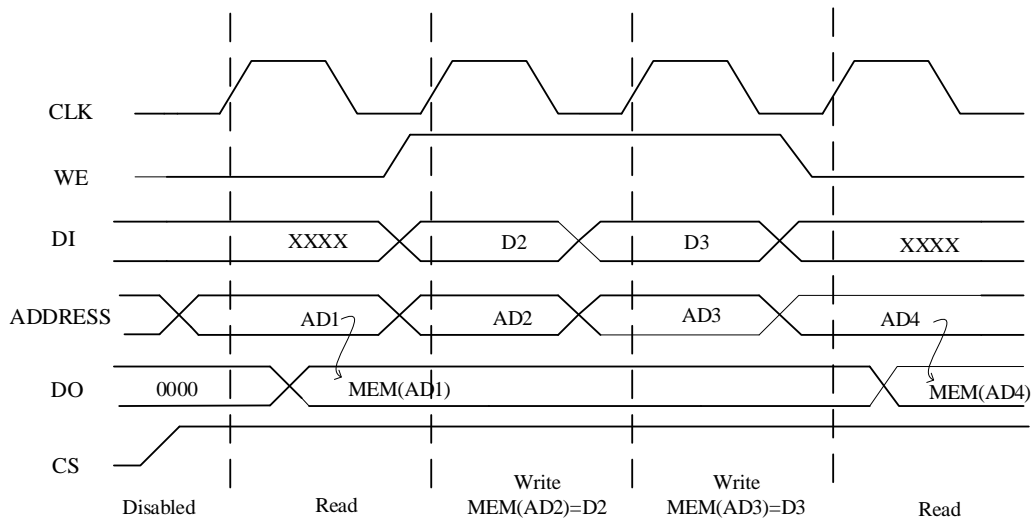 CLK
WE
DI
XXXX
D2
D3
XXXX
ADDRESS
AD1
AD2
AD3
AD4
DO
0000
MEM(AD1)
MEM(AD4)
CS
Disabled
Read
Write
MEM(AD2)=D2
Write
MEM(AD3)=D3
Read